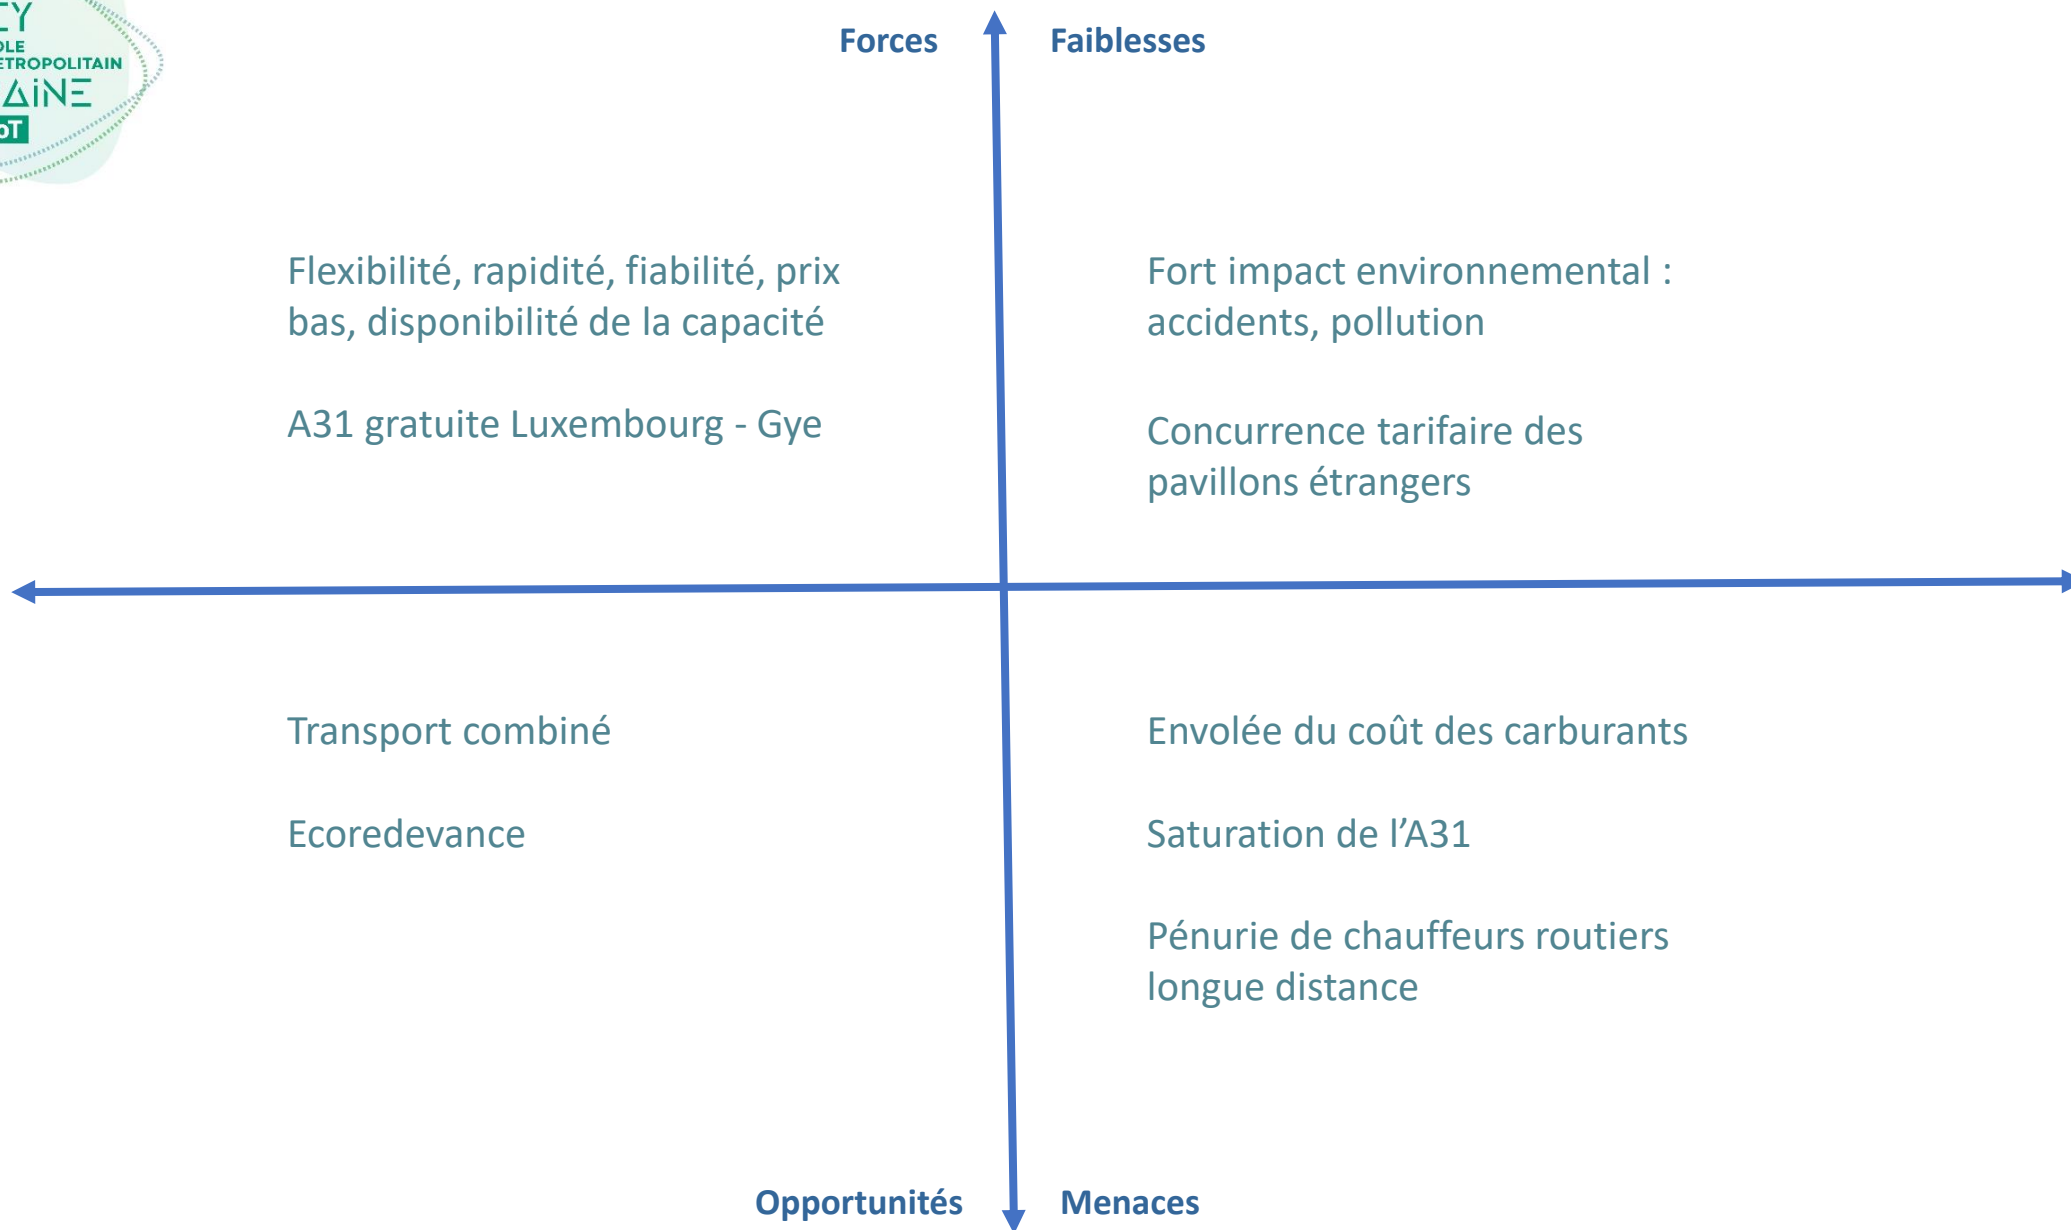 Forces
Faiblesses
OLE
ETROPOLITAIN
Flexibilité, rapidité, fiabilité, prix
bas, disponibilité de la capacité
A31 gratuite Luxembourg - Gye
Fort impact environnemental :
accidents, pollution
Concurrence tarifaire des
pavillons étrangers
Transport combiné
Ecoredevance
Envolée du coût des carburants
Saturation de l’A31
Pénurie de chauffeurs routiers
longue distance
Opportunités
Menaces